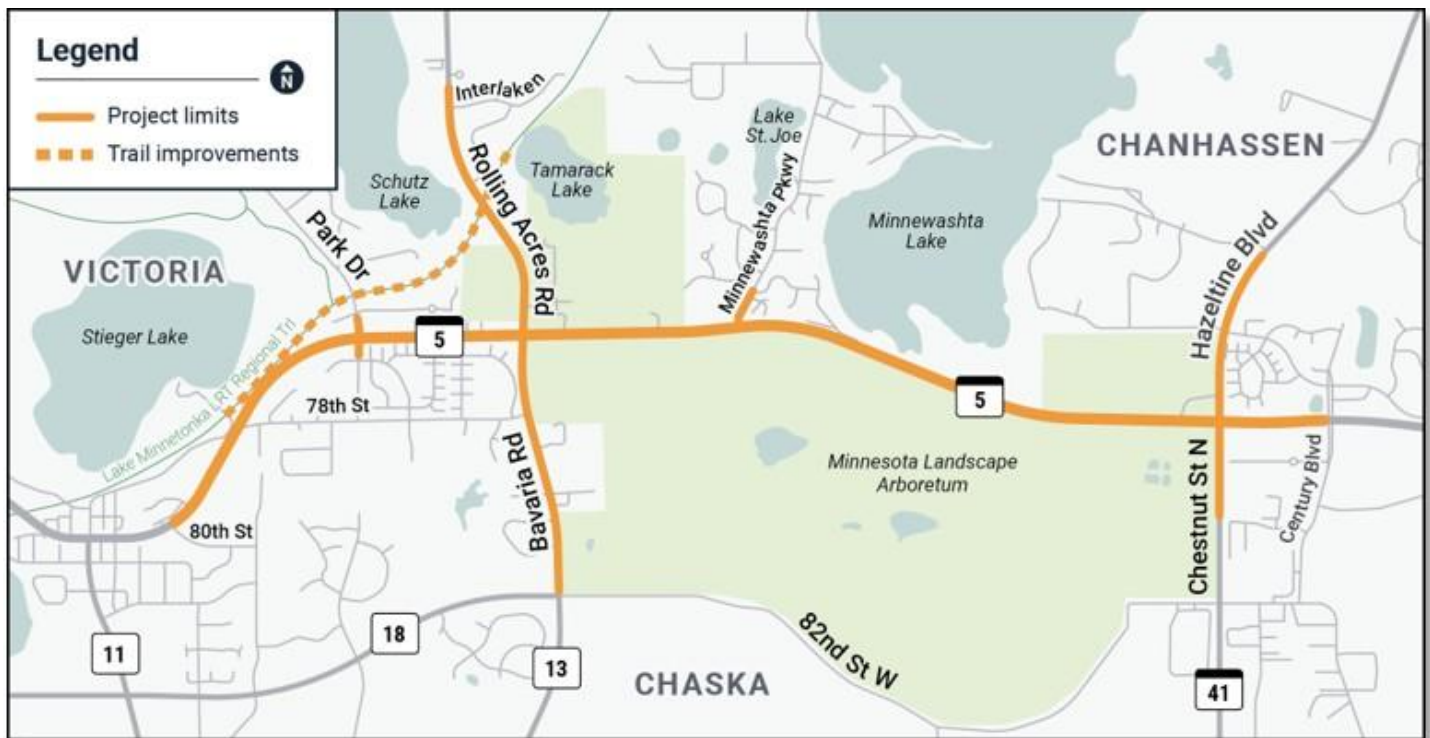 Legend
N
Project limits
Trail improvements
Interlaken
Rolling Acres Rd
Tamarack
Lake
Lake
St. Joe
Minnewashta Pkwy
CHANHASSEN
Schutz
Lake
Park Dr
Minnewashta
Lake
Hazeltine Blvd
VICTORIA
Stieger Lake
Lake Minnetonka LRT Regional Trl
5
78th St
5
Bavaria Rd
Minnesota Landscape
Arboretum
Chestnut St N
Century Blvd
80th St
18
11
13
82nd St W
CHASKA
41